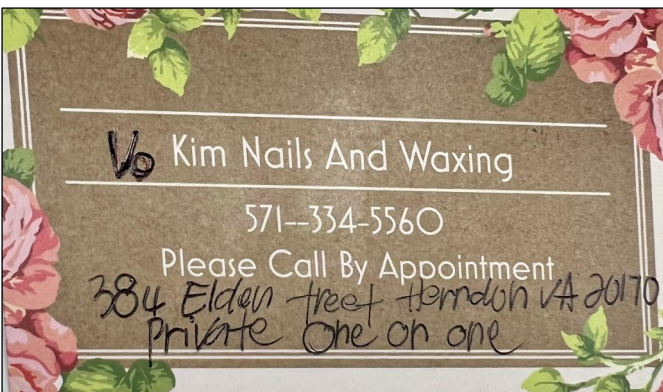 Vo Kim Nails And Waxing
571--334-5560
Please Call By Appointment
384 Elden treet Herndon VA 20170
Private One on one